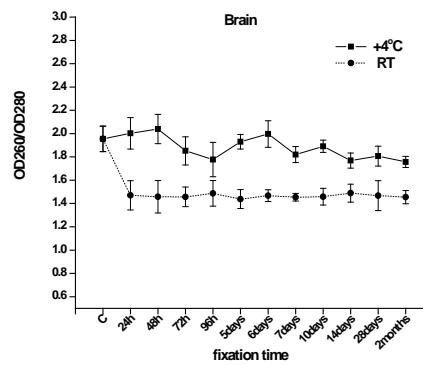 Brain
+4°C
RT
OD260/OD280
3.0
2.8
2.6
2.4
2.2
2.0
1.8
1.6
1.4
1.2
1.0
0.8
0.6
C
24h
48h
72h
96h
5days
6days
7days
10days
14days
28days
2months
fixation time